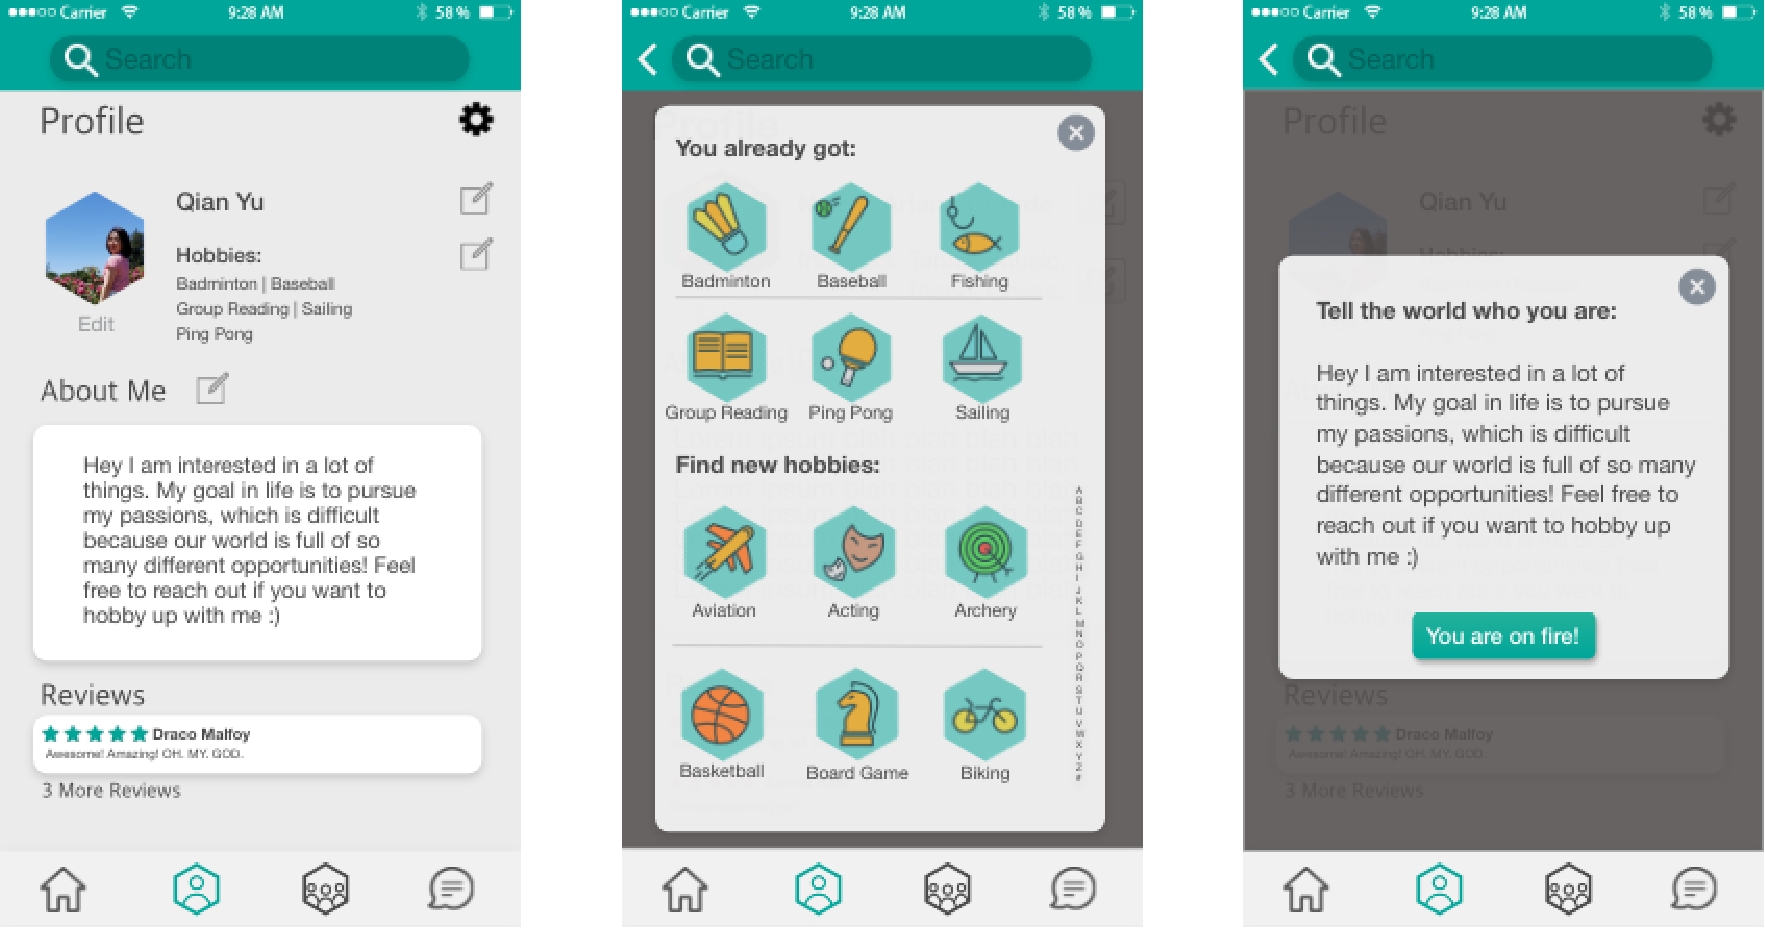 Carrier 9:28 AM 58 %
Search
Profile
Qian Yu
Hobbies:
Badminton | Baseball
Group Reading | Sailing
Ping Pong
Edit
About Me
Hey I am interested in a lot of
things. My goal in life is to pursue
my passions, which is difficult
because our world is full of so
many different opportunities! Feel
free to reach out if you want to
hobby up with me :)
Reviews
Draco Malfoy
Awesome! Amazing! OH. MY. GOD.
3 More Reviews
Carrier 9:28 AM 58 %
Search
Profile
You already got:
Badminton Baseball Fishing
Group Reading Ping Pong Sailing
Find new hobbies:
Aviation Acting Archery
Basketball Board Game Biking
A
B
C
D
E
F
G
H
I
J
K
L
M
N
O
P
Q
R
S
T
U
V
W
X
Y
Z
#
Carrier 9:28 AM 58 %
Search
Profile
Qian Yu
Hobbies:
Tell the world who you are:
Hey I am interested in a lot of
things. My goal in life is to pursue
my passions, which is difficult
because our world is full of so many
different opportunities! Feel free to
reach out if you want to hobby up
with me :)
You are on fire!
Reviews
Draco Malfoy
Awesome! Amazing! OH. MY. GOD.
3 More Reviews